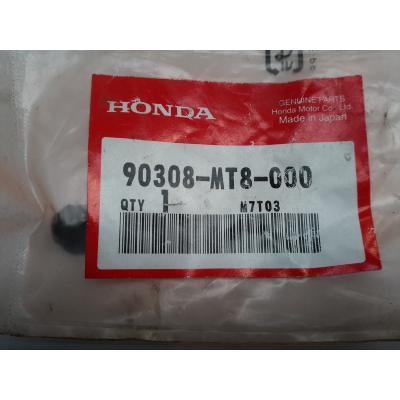 HONDA
GENUINE PARTS
Honda Motor Co., Ltd.
Made in Japan
90308-MT8-000
QTY 1 M7T03